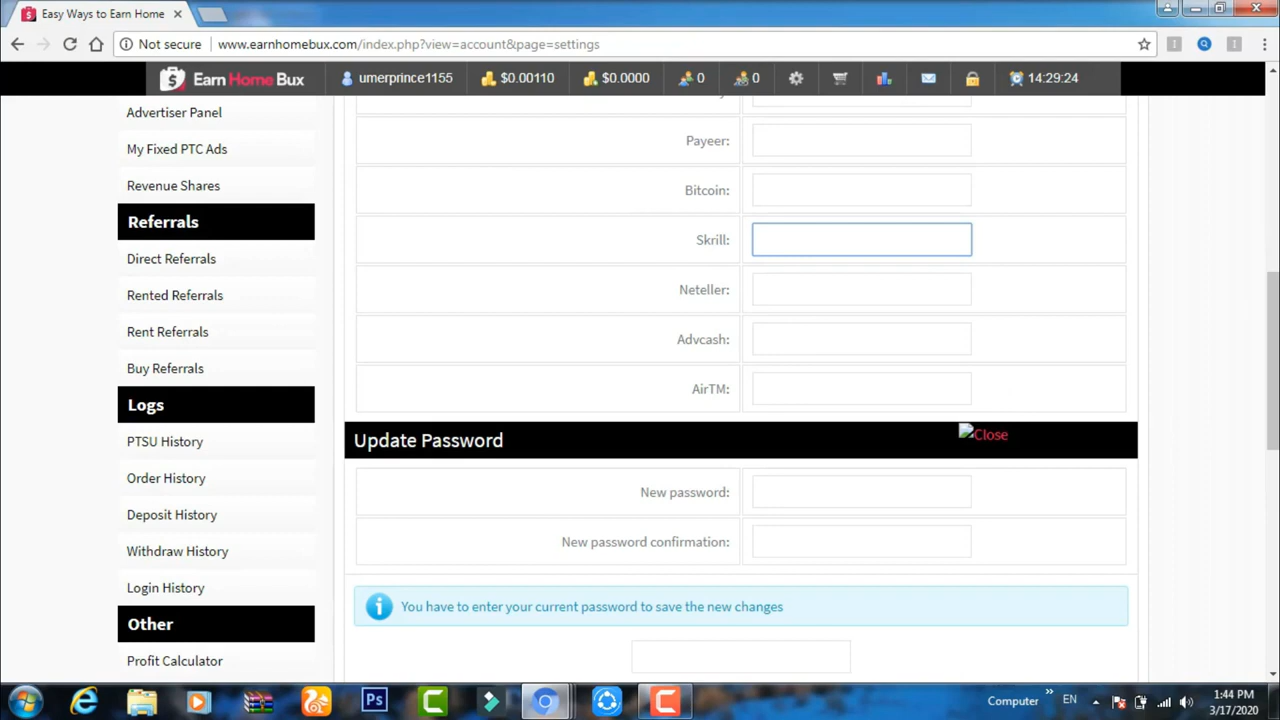 Easy Ways to Earn Home
Not secure
www.earnhomebux.com/index.php?view=account&page=settings
Earn Home Bux
umerprince1155
$0.00110
$0.0000
0
0
14:29:24
Advertiser Panel
My Fixed PTC Ads
Revenue Shares
Referrals
Direct Referrals
Rented Referrals
Rent Referrals
Buy Referrals
Logs
PTSU History
Order History
Deposit History
Withdraw History
Login History
Other
Profit Calculator
Payeer:
Bitcoin:
Skrill:
Neteller:
Advcash:
AirTM:
Update Password
Close
New password:
New password confirmation:
You have to enter your current password to save the new changes
Ps
Computer
EN
1:44 PM
3/17/2020